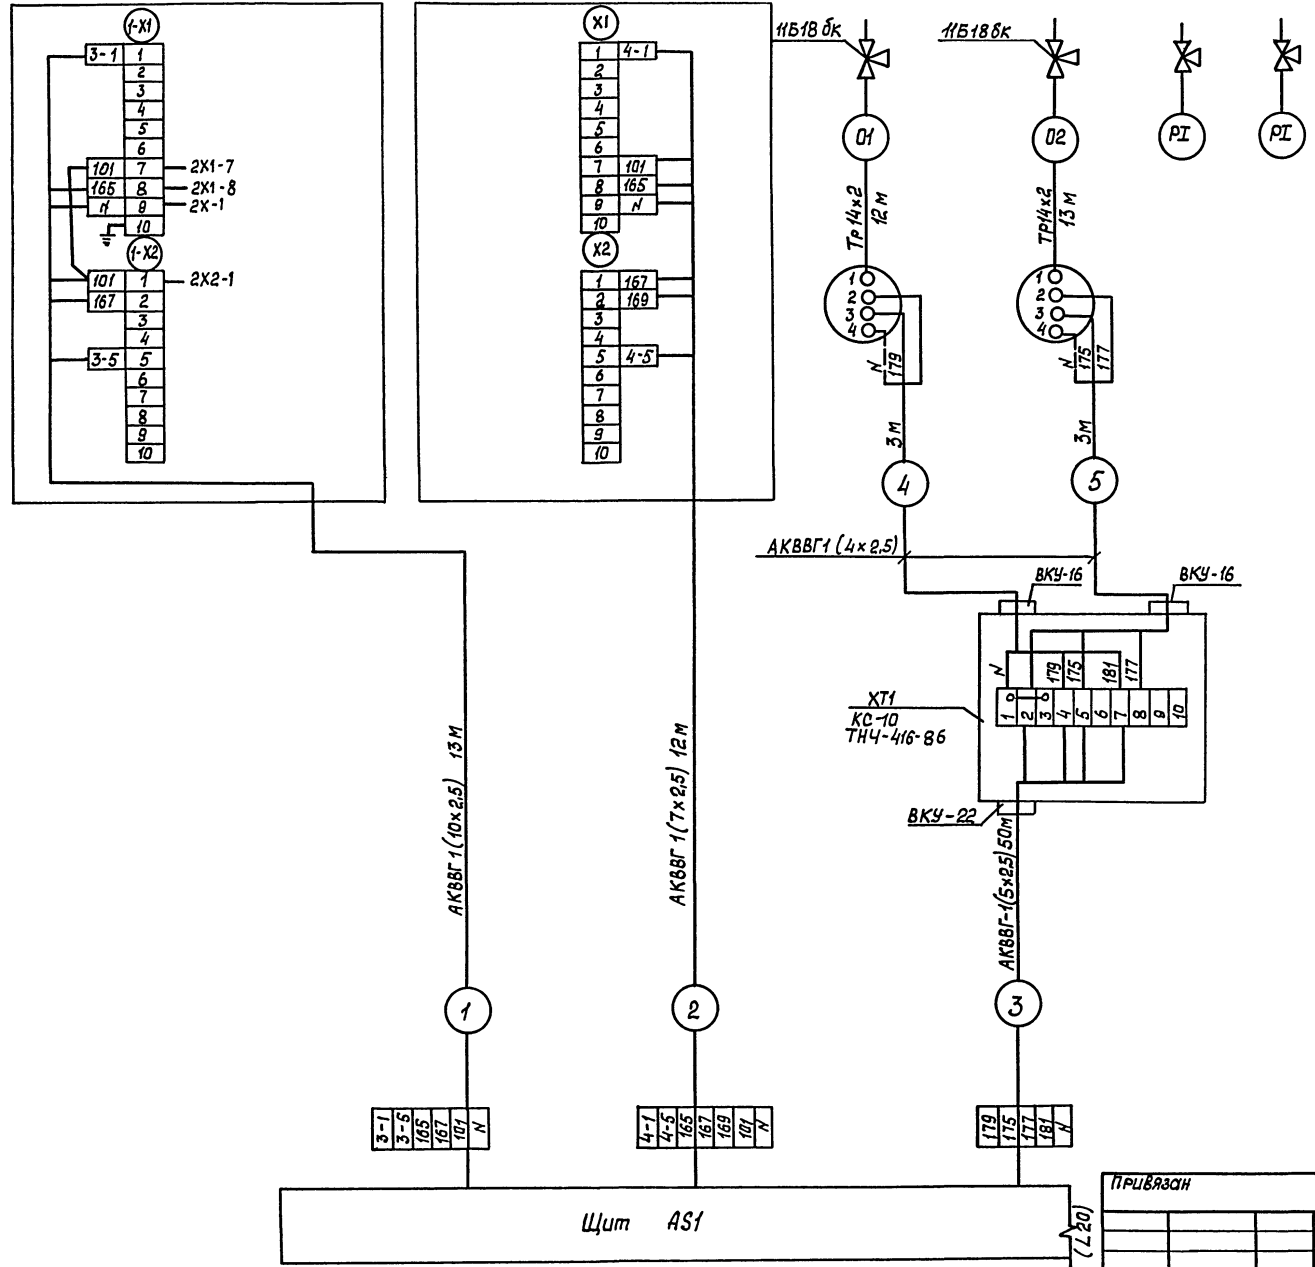 1-X1
3-1 1
2
3
4
5
6
101 7 2X1-7
165 8 2X1-8
N 9 2X-1
10
1-X2
101 1 2X2-1
167 2
3
4
3-5 5
6
7
8
9
10
X1
1 4-1
2
3
4
5
6
7 101
8 165
9 N
10
X2
1 167
2 169
3
4
5 4-5
6
7
8
9
10
11Б18бк
11Б18бк
01
02
PI
PI
Тр14х2
12м
Тр14х2
13м
1
2
3
4
1
2
3
4
N
179
N
175
177
3м
3м
4
5
АКВВГ1 (4х2,5)
ВКУ-16
ВКУ-16
N
179
175
181
177
1 2 3 4 5 6 7 8 9 10
XT1
КС-10
ТНЧ-416-86
ВКУ-22
АКВВГ1(10х2,5) 13м
АКВВГ1(7х2,5) 12м
АКВВГ-1(5х2,5)50м
1
2
3
3-1 3-5 165 167 101 N
4-1 4-5 165 167 169 101 N
179 175 177 181 N
Щит AS1
(L20)
Привязан